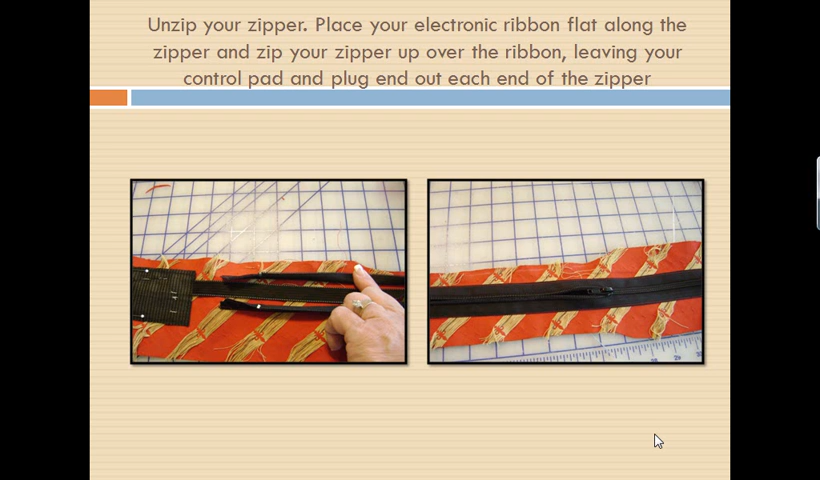 Unzip your zipper. Place your electronic ribbon flat along the
zipper and zip your zipper up over the ribbon, leaving your
control pad and plug end out each end of the zipper